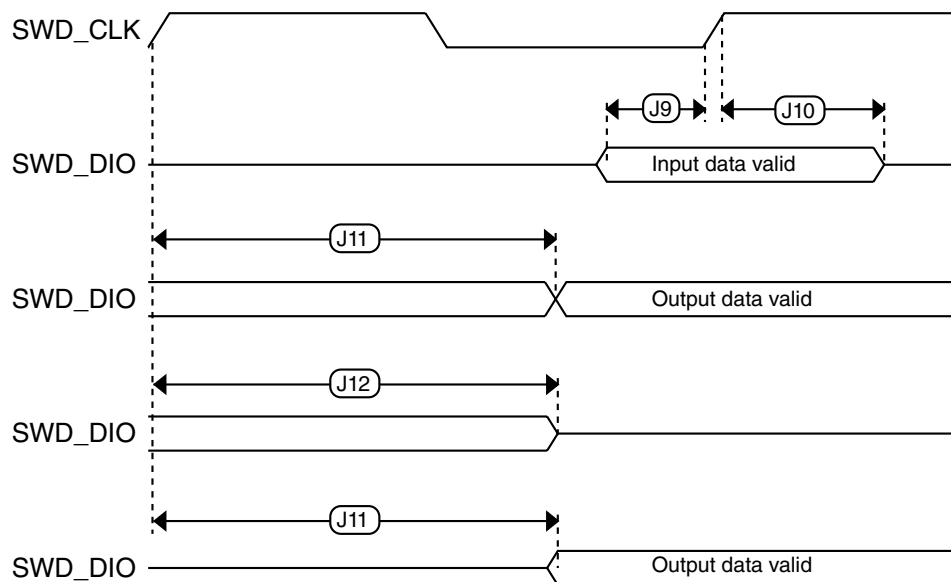 SWD_CLK
J9
J10
SWD_DIO
Input data valid
J11
SWD_DIO
Output data valid
J12
SWD_DIO
J11
SWD_DIO
Output data valid